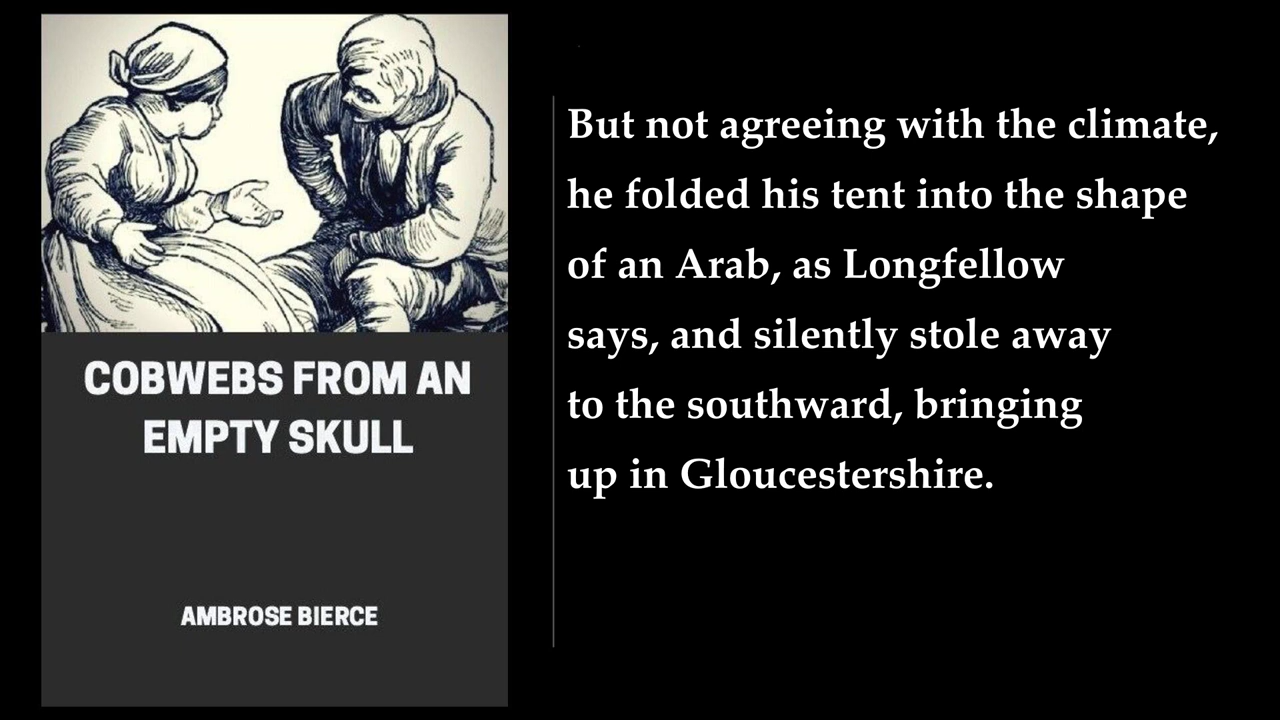 COBWEBS FROM AN
EMPTY SKULL
AMBROSE BIERCE
But not agreeing with the climate,
he folded his tent into the shape
of an Arab, as Longfellow
says, and silently stole away
to the southward, bringing
up in Gloucestershire.